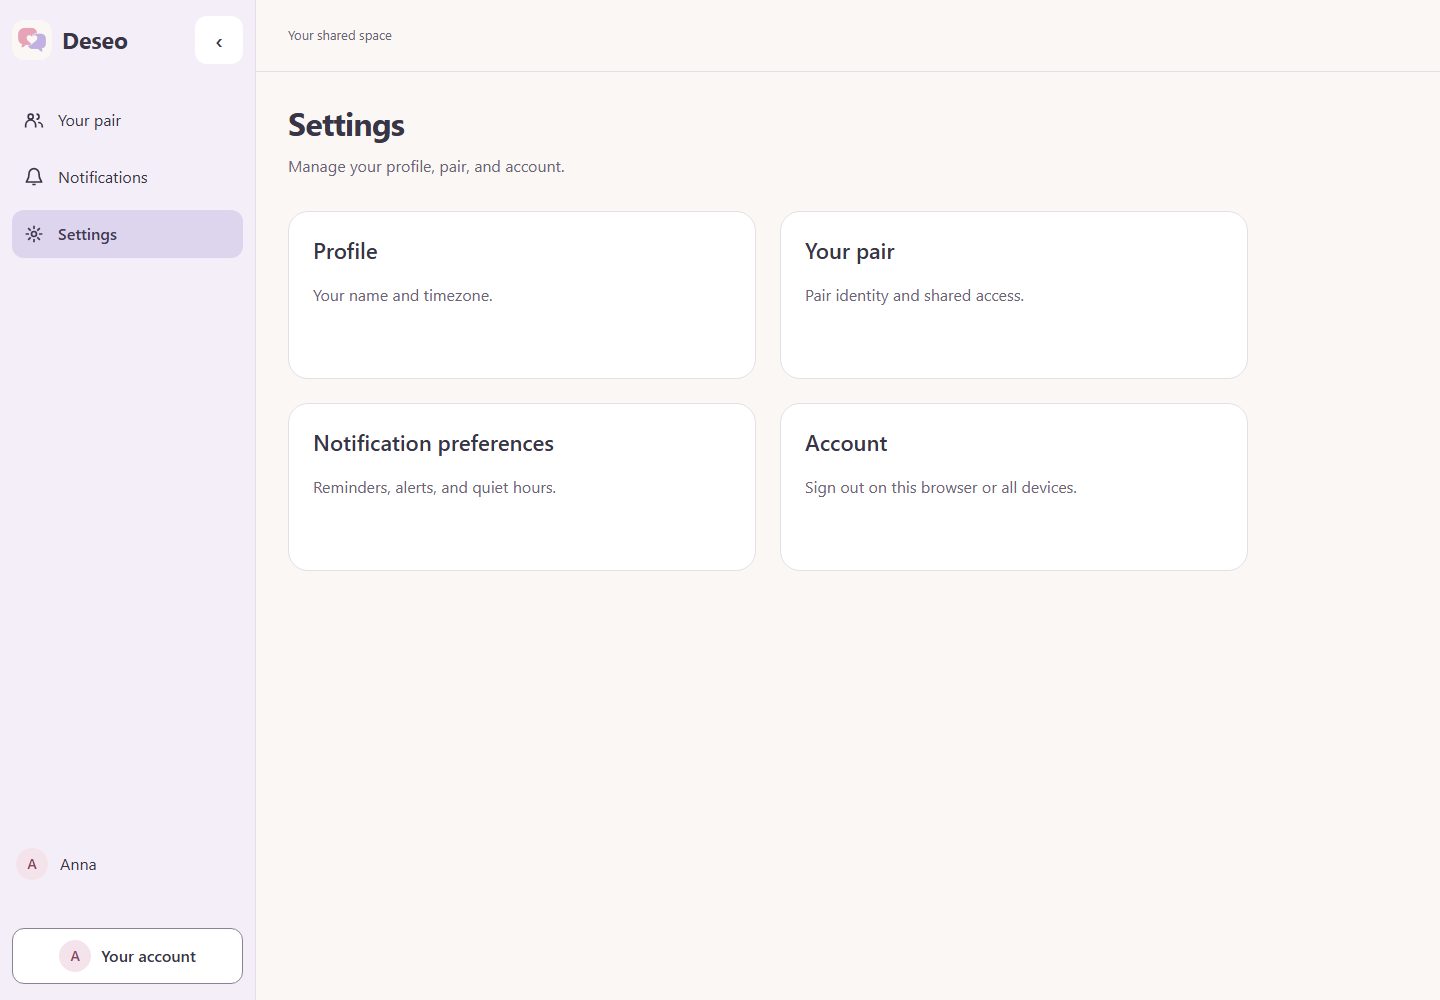 Deseo
‹
Your pair
Notifications
Settings
A Anna
A Your account
Your shared space
Settings
Manage your profile, pair, and account.
Profile
Your name and timezone.
Your pair
Pair identity and shared access.
Notification preferences
Reminders, alerts, and quiet hours.
Account
Sign out on this browser or all devices.